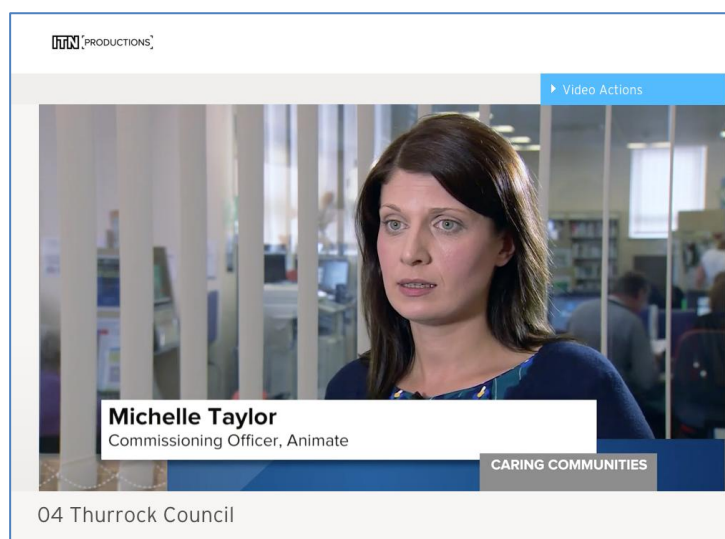 ITN [PRODUCTIONS]
Video Actions
Michelle Taylor
Commissioning Officer, Animate
CARING COMMUNITIES
04 Thurrock Council